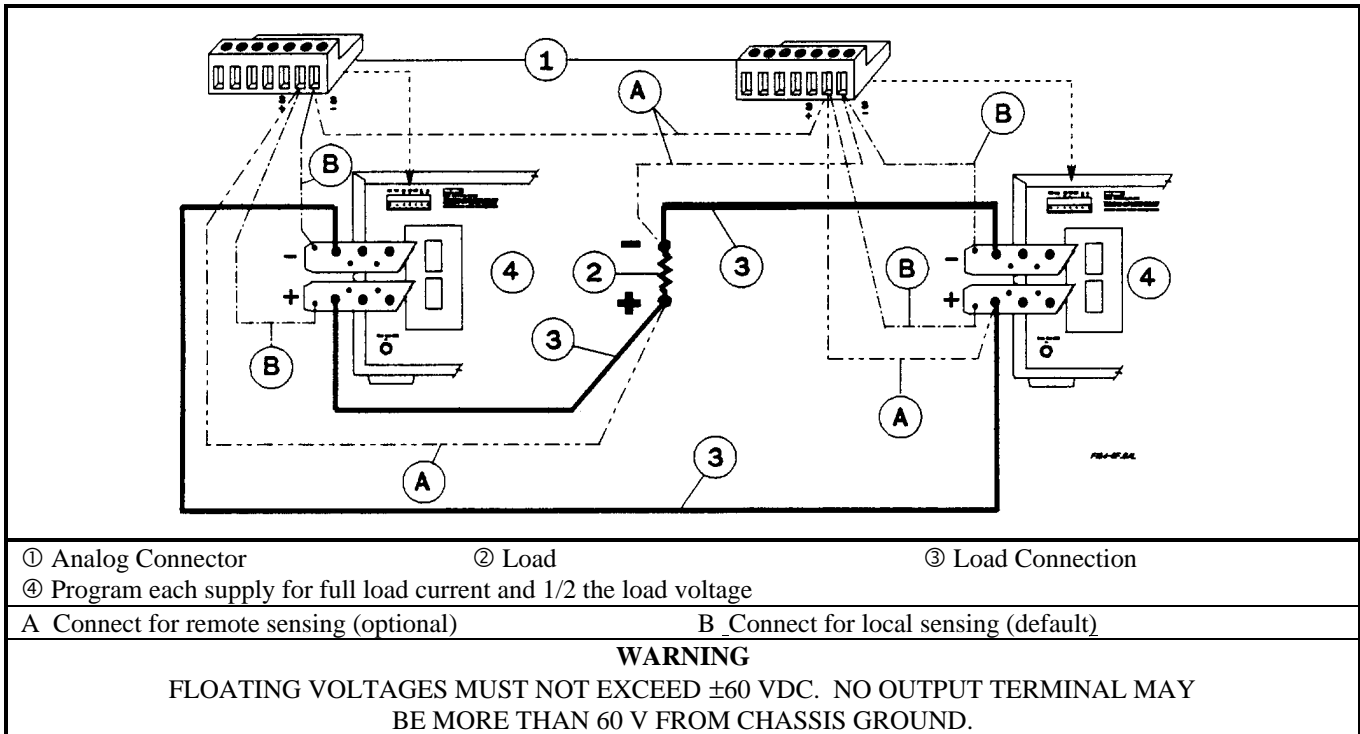 1
A
S
+
S
-
S
+
S
-
B
B
-
+
4
2
-
+
3
B
-
+
4
3
B
B
A
A
3
① Analog Connector ② Load ③ Load Connection
④ Program each supply for full load current and 1/2 the load voltage
A Connect for remote sensing (optional) B Connect for local sensing (default)
WARNING
FLOATING VOLTAGES MUST NOT EXCEED ±60 VDC. NO OUTPUT TERMINAL MAY
BE MORE THAN 60 V FROM CHASSIS GROUND.